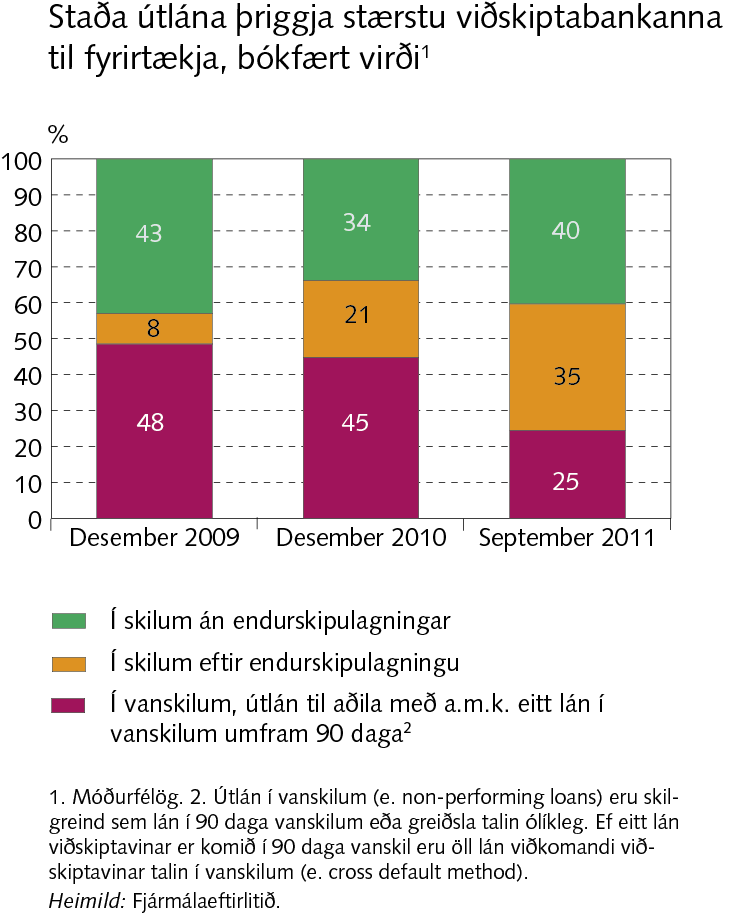 Staða útlána þriggja stærstu viðskiptabankanna
til fyrirtækja, bókfært virði¹
%
100
90
80
70
60
50
40
30
20
10
0
43
8
48
34
21
45
40
35
25
Desember 2009
Desember 2010
September 2011
Í skilum án endurskipulagningar
Í skilum eftir endurskipulagningu
Í vanskilum, útlán til aðila með a.m.k. eitt lán í
vanskilum umfram 90 daga²
1. Móðurfélög. 2. Útlán í vanskilum (e. non-performing loans) eru skil-
greind sem lán í 90 daga vanskilum eða greiðsla talin ólíkleg. Ef eitt lán
viðskiptavinar er komið í 90 daga vanskil eru öll lán viðkomandi við-
skiptavinar talin í vanskilum (e. cross default method).
Heimild: Fjármálaeftirlitið.